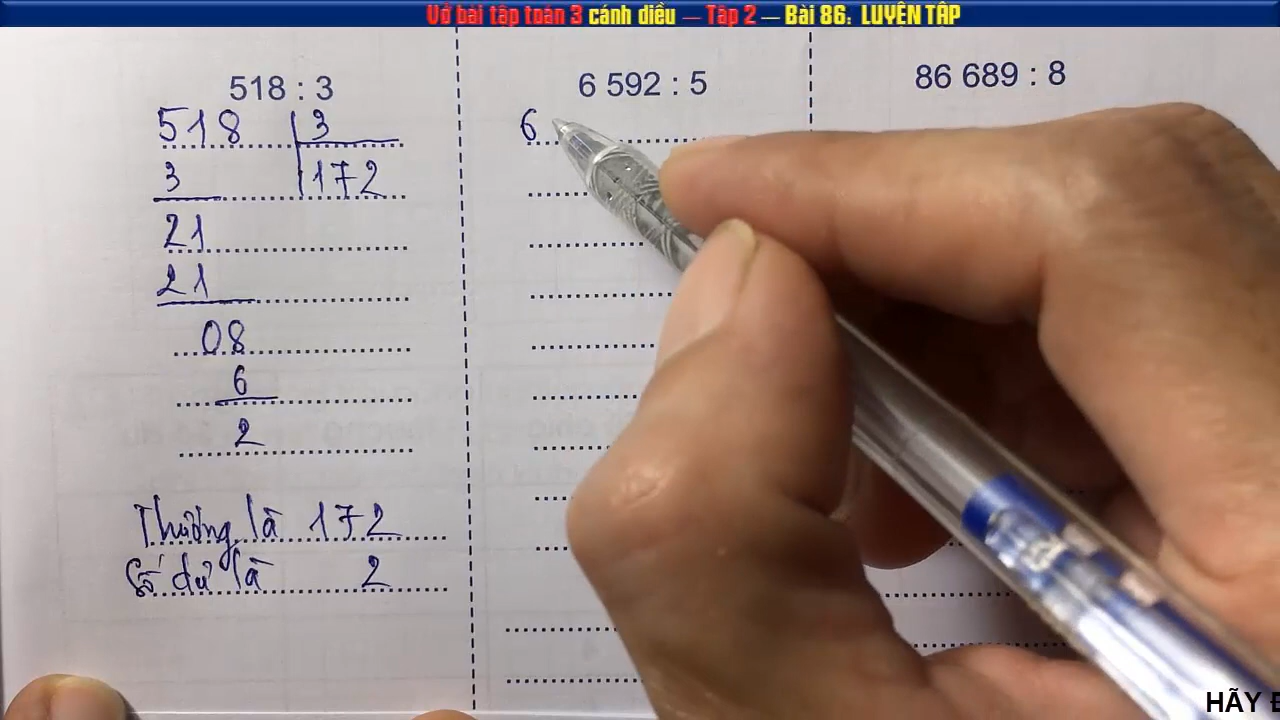 Vở bài tập toán 3 cánh diều – Tập 2 – Bài 86: LUYỆN TẬP
518 : 3
518 3
3 172
21
21
08
6
2
Thương là 172
Số dư là 2
6 592 : 5
6
86 689 : 8
HÃY